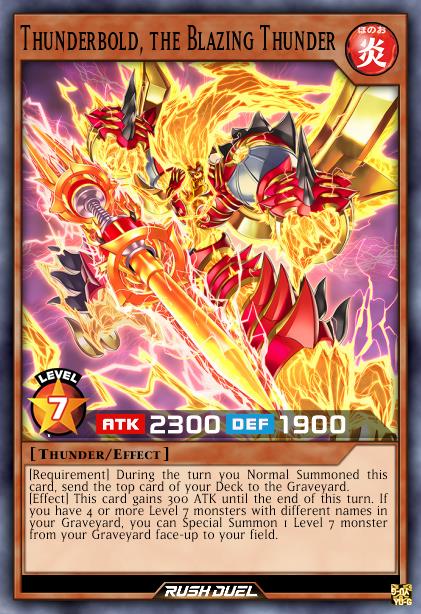 Thunderbold, the Blazing Thunder
ほのお
炎
LEVEL
7
ATK 2300 DEF 1900
[Thunder/Effect]
[Requirement] During the turn you Normal Summoned this
card, send the top card of your Deck to the Graveyard.
[Effect] This card gains 300 ATK until the end of this turn. If
you have 4 or more Level 7 monsters with different names in
your Graveyard, you can Special Summon 1 Level 7 monster
from your Graveyard face-up to your field.
RUSH DUEL